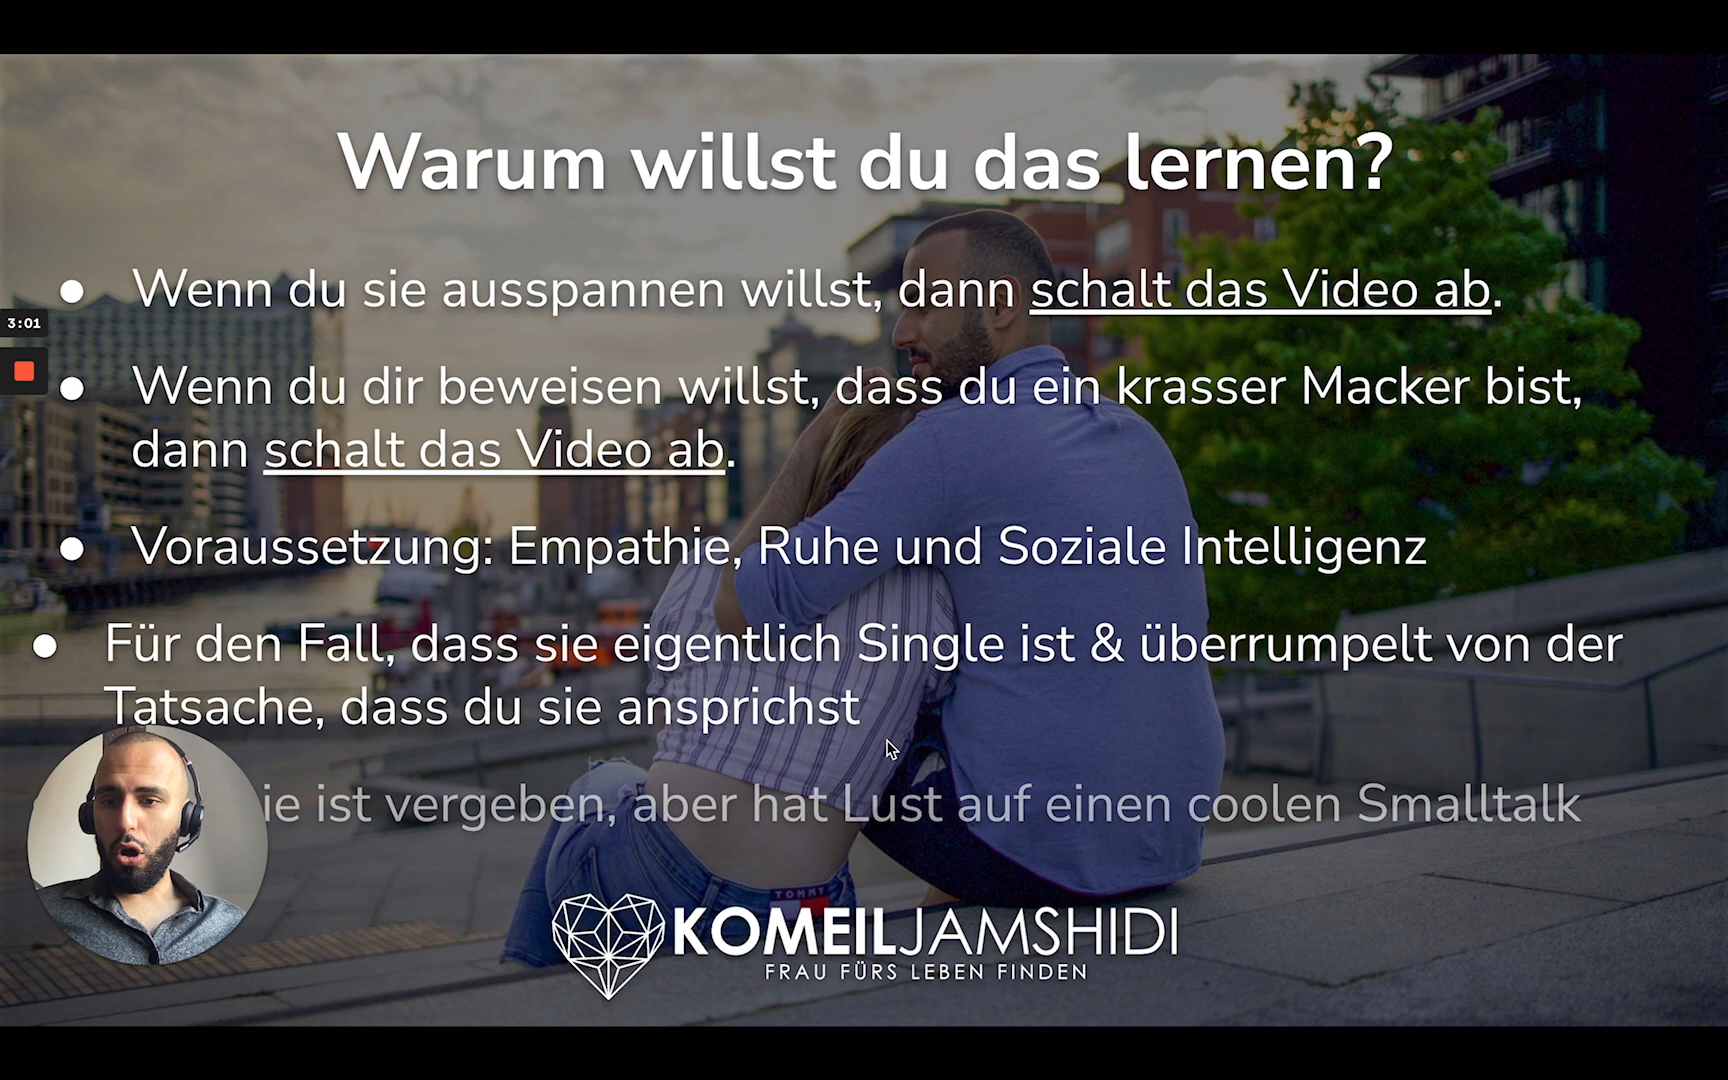 Warum willst du das lernen?
Wenn du sie ausspannen willst, dann schalt das Video ab.
3:01
Wenn du dir beweisen willst, dass du ein krasser Macker bist,
dann schalt das Video ab.
Voraussetzung: Empathie, Ruhe und Soziale Intelligenz
Für den Fall, dass sie eigentlich Single ist & überrumpelt von der
Tatsache, dass du sie ansprichst
ie ist vergeben, aber hat Lust auf einen coolen Smalltalk
TOMMY
KOMEILJAMSHIDI
FRAU FÜRS LEBEN FINDEN